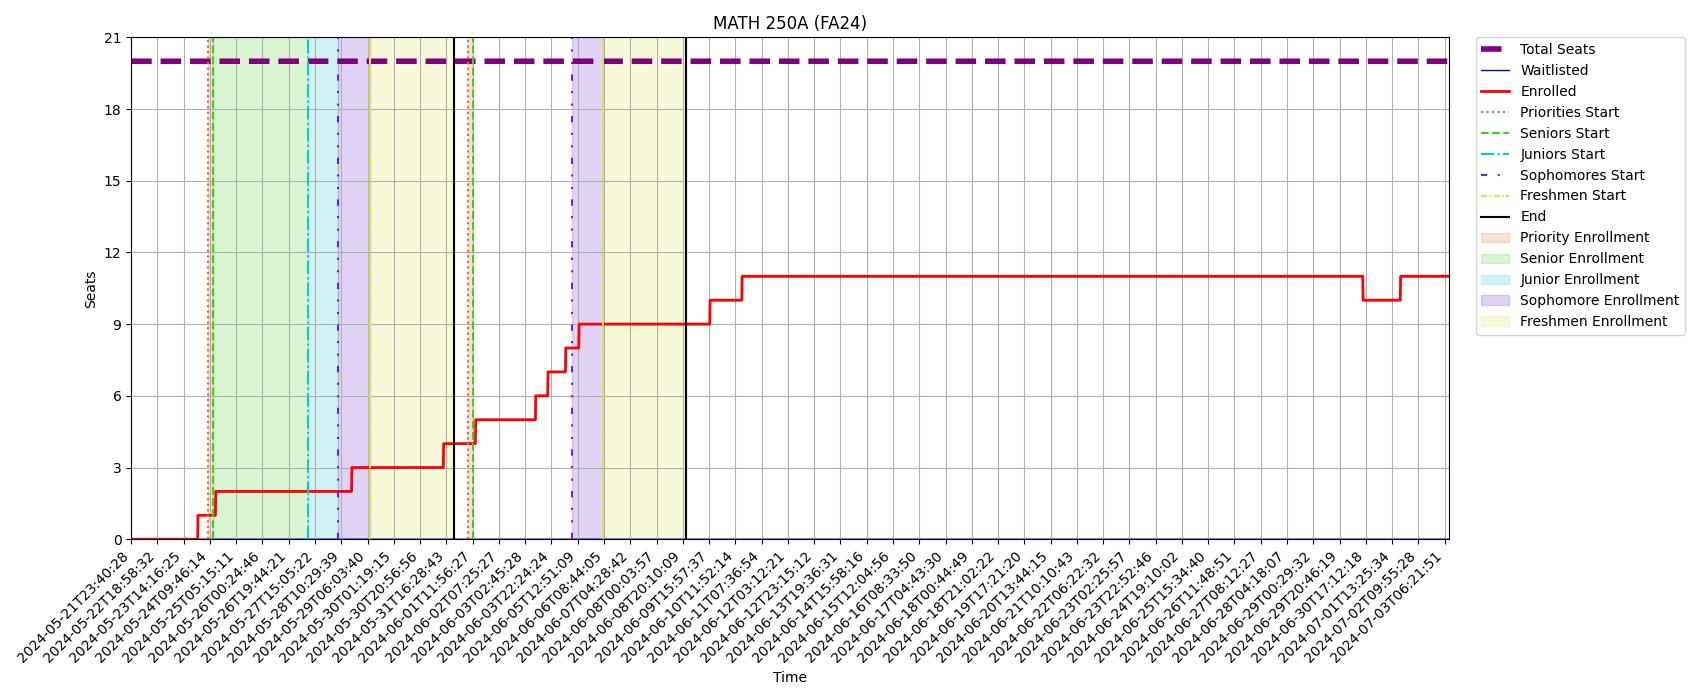 MATH 250A (FA24)
21
18
15
12
9
6
3
0
Seats
2024-05-21T23:40:28
2024-05-22T18:58:32
2024-05-23T14:16:25
2024-05-24T09:46:14
2024-05-25T05:15:11
2024-05-26T00:24:46
2024-05-26T19:44:21
2024-05-27T15:05:22
2024-05-28T10:29:39
2024-05-29T06:03:40
2024-05-30T01:19:15
2024-05-30T20:56:56
2024-05-31T16:28:43
2024-06-01T11:56:27
2024-06-02T07:25:27
2024-06-03T02:45:28
2024-06-03T22:24:24
2024-06-05T12:51:09
2024-06-06T08:44:05
2024-06-07T04:28:42
2024-06-08T00:03:57
2024-06-08T20:10:09
2024-06-09T15:57:37
2024-06-10T11:52:14
2024-06-11T07:36:54
2024-06-12T03:12:21
2024-06-12T23:15:12
2024-06-13T19:36:31
2024-06-14T15:58:16
2024-06-15T12:04:56
2024-06-16T08:33:50
2024-06-17T04:43:30
2024-06-18T00:44:49
2024-06-18T21:02:22
2024-06-19T17:21:20
2024-06-20T13:44:15
2024-06-21T10:10:43
2024-06-22T06:22:32
2024-06-23T02:25:57
2024-06-23T22:52:46
2024-06-24T19:10:02
2024-06-25T15:34:40
2024-06-26T11:48:51
2024-06-27T08:12:27
2024-06-28T04:18:07
2024-06-29T00:29:32
2024-06-29T20:46:19
2024-06-30T17:12:18
2024-07-01T13:25:34
2024-07-02T09:55:28
2024-07-03T06:21:51
Time
Total Seats
Waitlisted
Enrolled
Priorities Start
Seniors Start
Juniors Start
Sophomores Start
Freshmen Start
End
Priority Enrollment
Senior Enrollment
Junior Enrollment
Sophomore Enrollment
Freshmen Enrollment